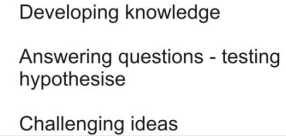 Developing knowledge
Answering questions - testing
hypothesise
Challenging ideas